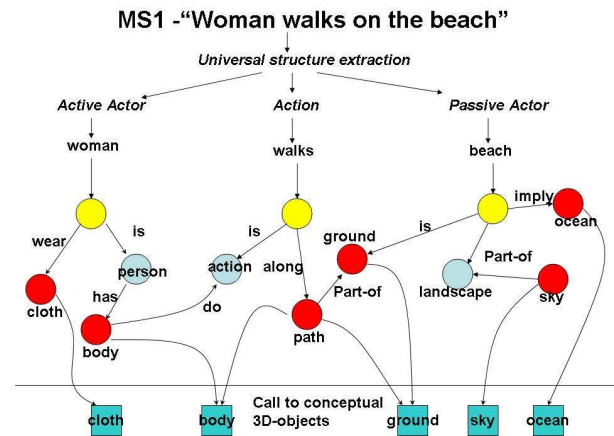 MS1 -“Woman walks on the beach”
Universal structure extraction
Active Actor
Action
Passive Actor
woman
walks
beach
imply
ocean
wear
is
is
ground
is
person
action
along
Part-of
landscape
sky
cloth
has
do
Part-of
path
body
Call to conceptual
3D-objects
cloth
body
ground
sky
ocean